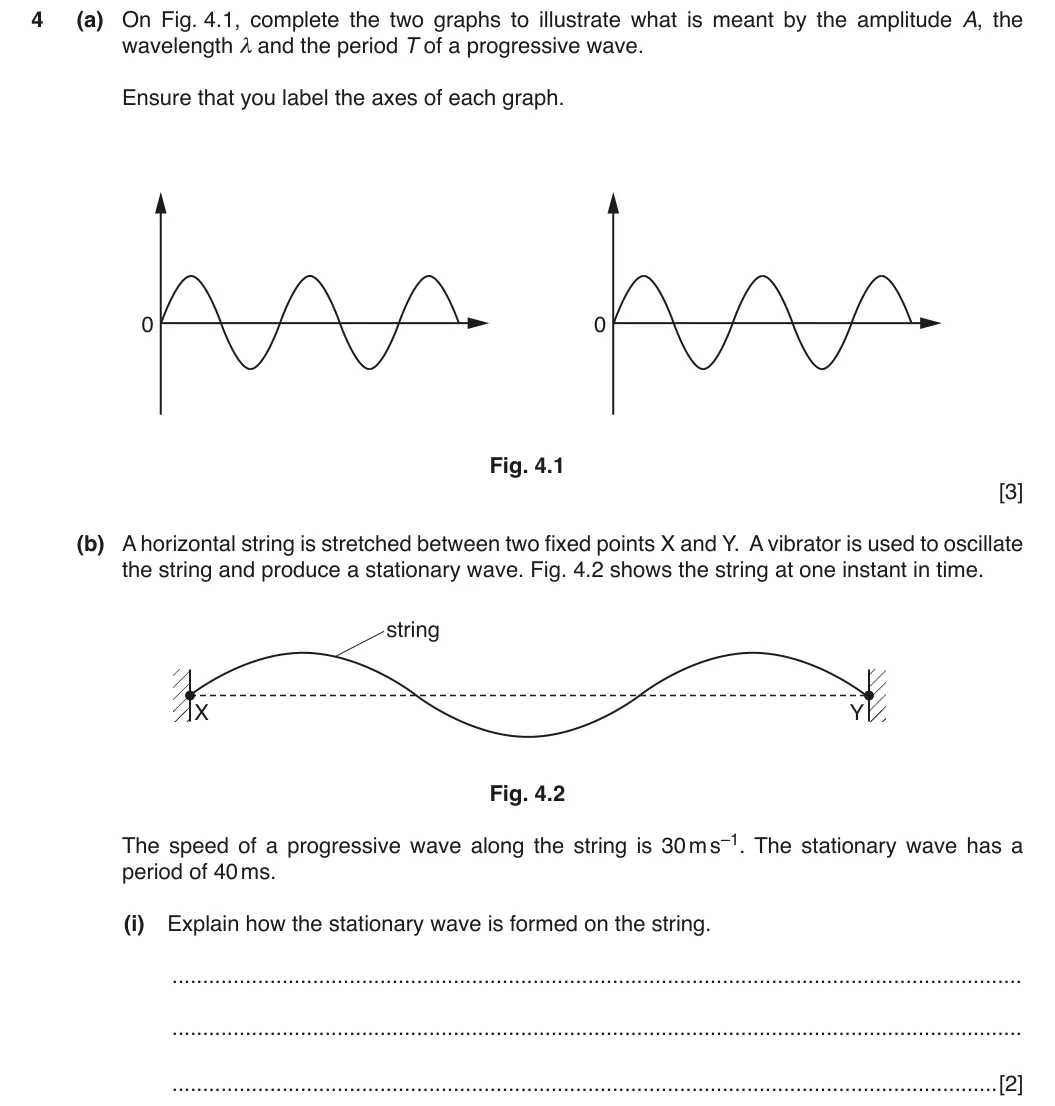 4 (a) On Fig. 4.1, complete the two graphs to illustrate what is meant by the amplitude A, the
wavelength λ and the period T of a progressive wave.
Ensure that you label the axes of each graph.
0 0
Fig. 4.1
[3]
(b) A horizontal string is stretched between two fixed points X and Y. A vibrator is used to oscillate
the string and produce a stationary wave. Fig. 4.2 shows the string at one instant in time.
string
X Y
Fig. 4.2
The speed of a progressive wave along the string is 30 m s⁻¹. The stationary wave has a
period of 40 ms.
(i) Explain how the stationary wave is formed on the string.
..........................................................................................................................................
..........................................................................................................................................
......................................................................................................................................[2]